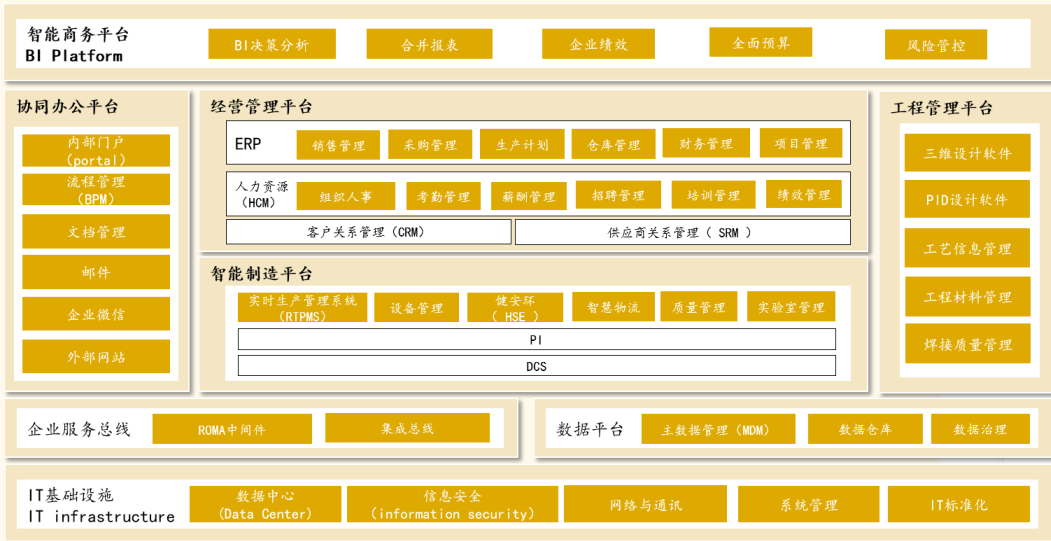 智能商务平台
BI Platform
BI决策分析
合并报表
企业绩效
全面预算
风险管控
协同办公平台
内部门户
(portal)
流程管理
(BPM)
文档管理
邮件
企业微信
外部网站
经营管理平台
ERP
销售管理
采购管理
生产计划
仓库管理
财务管理
项目管理
人力资源
(HCM)
组织人事
考勤管理
薪酬管理
招聘管理
培训管理
绩效管理
客户关系管理（CRM）
供应商关系管理（ SRM ）
智能制造平台
实时生产管理系统
（RTPMS）
设备管理
健安环
（ HSE ）
智慧物流
质量管理
实验室管理
PI
DCS
工程管理平台
三维设计软件
PID设计软件
工艺信息管理
工程材料管理
焊接质量管理
企业服务总线
ROMA中间件
集成总线
数据平台
主数据管理（MDM）
数据仓库
数据治理
IT基础设施
IT infrastructure
数据中心
(Data Center)
信息安全
(information security)
网络与通讯
系统管理
IT标准化